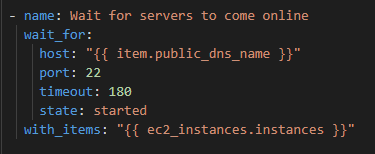 - name: Wait for servers to come online
  wait_for:
    host: "{{ item.public_dns_name }}"
    port: 22
    timeout: 180
    state: started
  with_items: "{{ ec2_instances.instances }}"